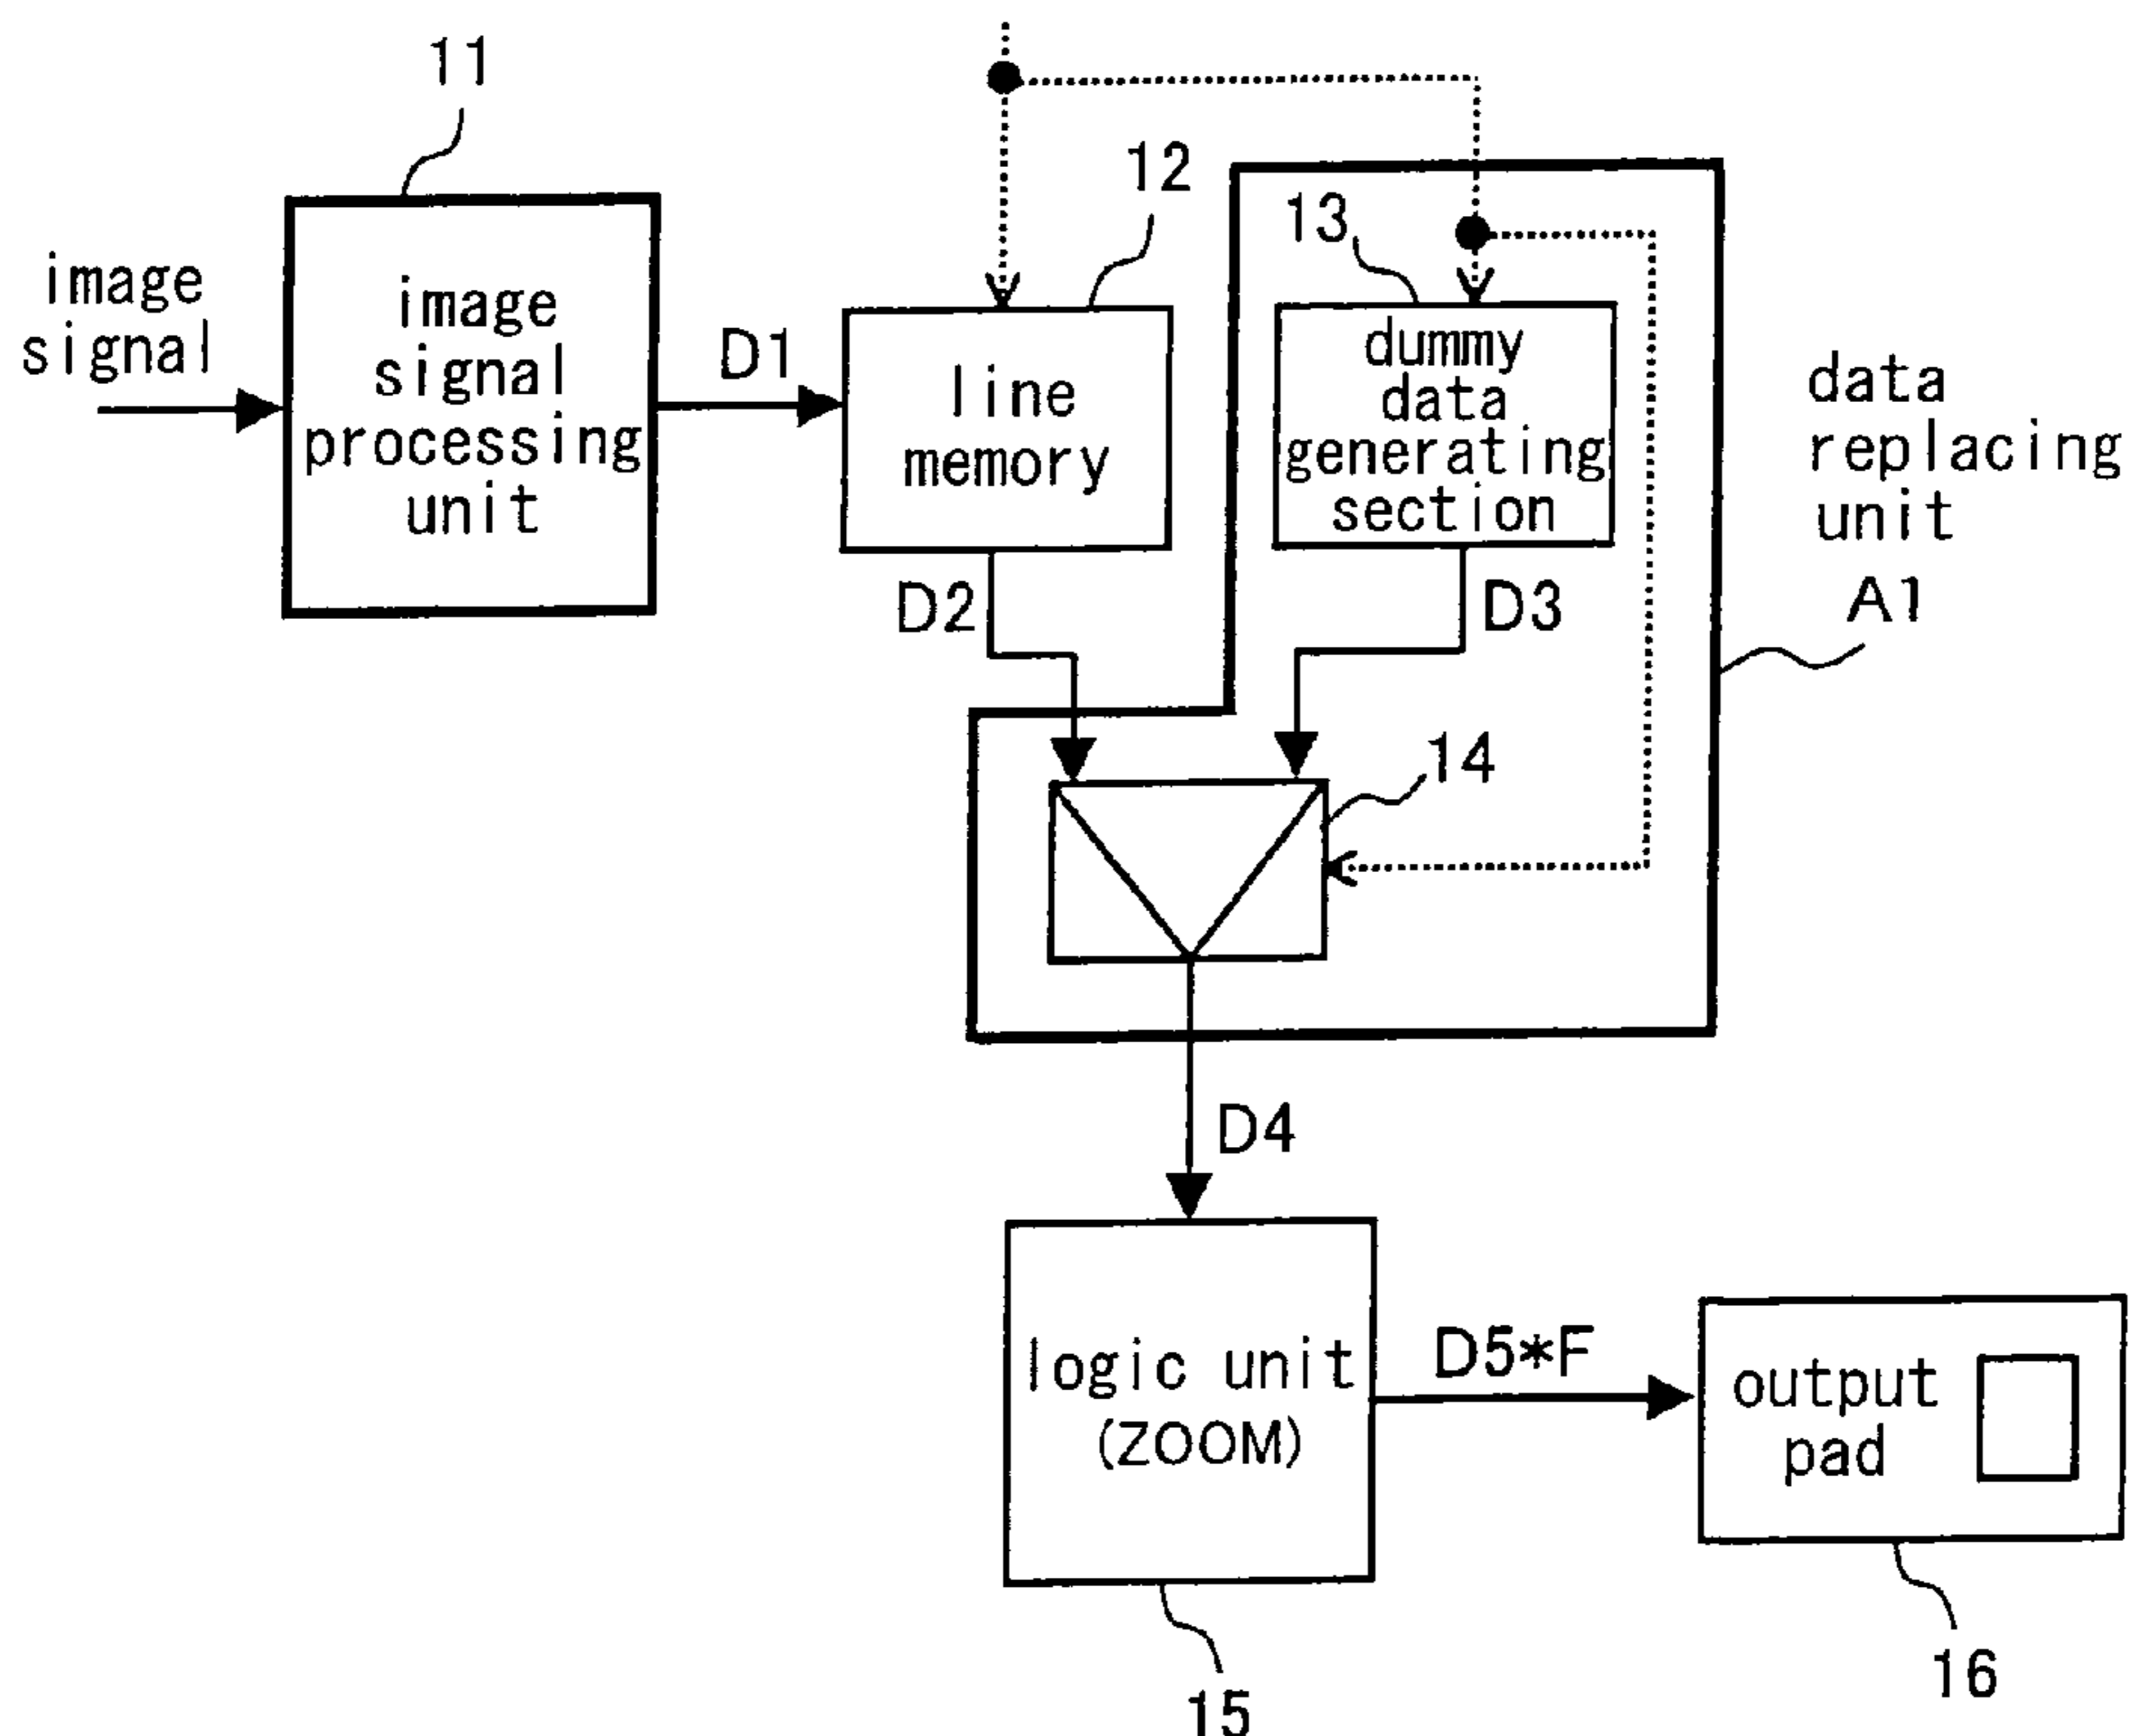 11
12
13
image
signal
image
signal
processing
unit
D1
line
memory
dummy
data
generating
section
data
replacing
unit
A1
D2
D3
14
D4
logic unit
(ZOOM)
D5*F
output
pad
15
16